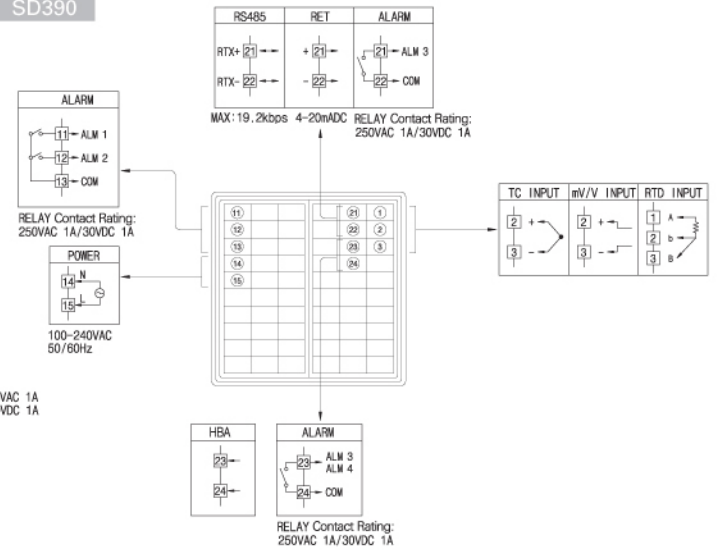 SD390
RS485 RET ALARM
RTX+ 21 + 21 21 ALM 3
RTX- 22 - 22 22 COM
MAX:19.2kbps 4-20mADC RELAY Contact Rating:
250VAC 1A/30VDC 1A
ALARM
11 ALM 1
12 ALM 2
13 COM
RELAY Contact Rating:
250VAC 1A/30VDC 1A
POWER
14 N
15 L
100-240VAC
50/60Hz
VAC 1A
VDC 1A
11 21 1
12 22 2
13 23 3
14 24
15
TC INPUT mV/V INPUT RTD INPUT
2 + 2 + 1 A
2 b
3 - 3 - 3 B
HBA ALARM
23 23 ALM 3
ALM 4
24 24 COM
RELAY Contact Rating:
250VAC 1A/30VDC 1A